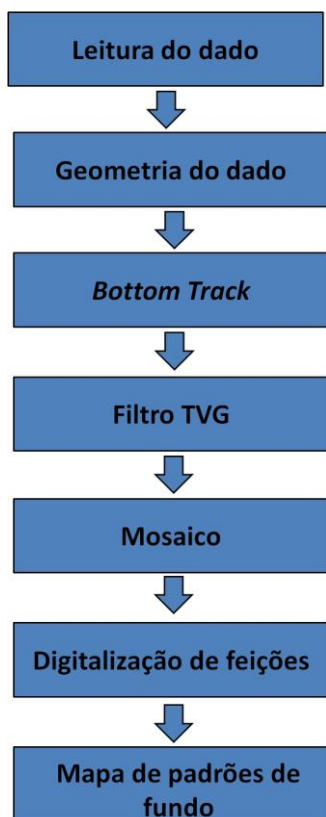 Leitura do dado
Geometria do dado
Bottom Track
Filtro TVG
Mosaico
Digitalização de feições
Mapa de padrões de
fundo